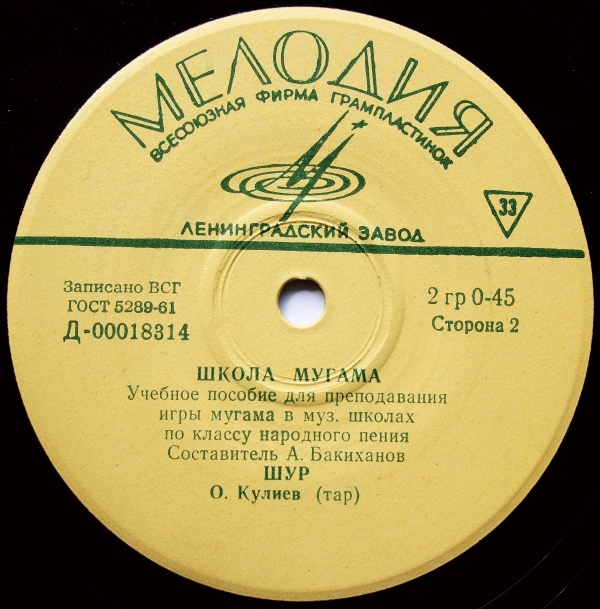 МЕЛОДИЯ
ВСЕСОЮЗНАЯ ФИРМА ГРАМПЛАСТИНОК
33
ЛЕНИНГРАДСКИЙ ЗАВОД
Записано ВСГ
ГОСТ 5289-61
Д-00018314
2 гр 0-45
Сторона 2
ШКОЛА МУГАМА
Учебное пособие для преподавания
игры мугама в муз. школах
по классу народного пения
Составитель А. Бакиханов
ШУР
О. Кулиев (тар)